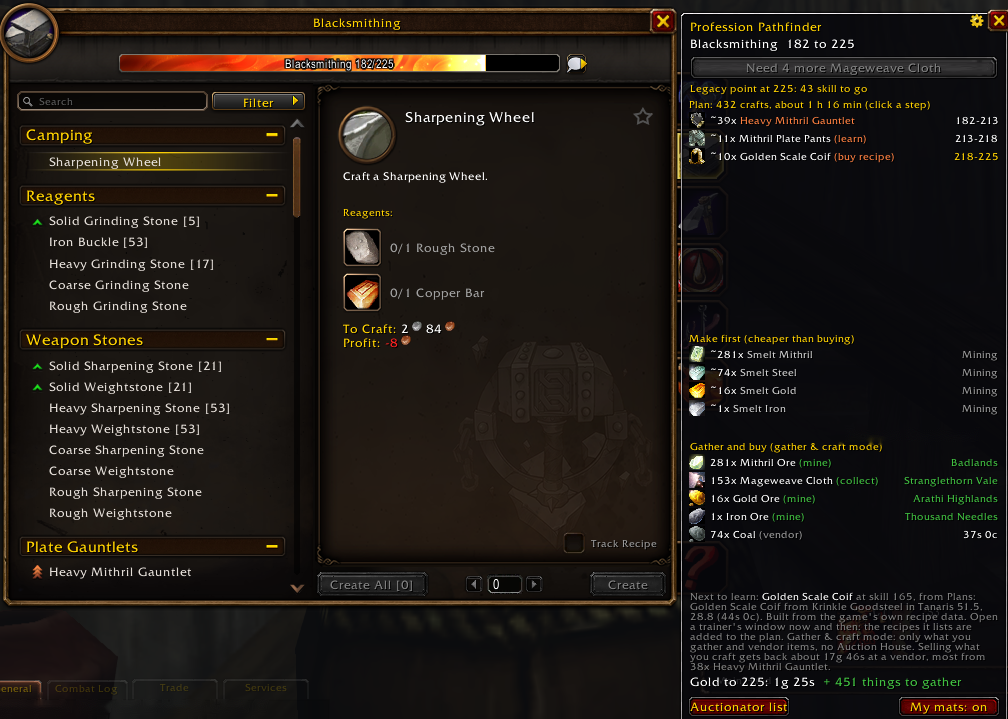 Blacksmithing
Blacksmithing 182/225
Search
Filter
Camping
Sharpening Wheel
Reagents
Solid Grinding Stone [5]
Iron Buckle [53]
Heavy Grinding Stone [17]
Coarse Grinding Stone
Rough Grinding Stone
Weapon Stones
Solid Sharpening Stone [21]
Solid Weightstone [21]
Heavy Sharpening Stone [53]
Heavy Weightstone [53]
Coarse Sharpening Stone
Coarse Weightstone
Rough Sharpening Stone
Rough Weightstone
Plate Gauntlets
Heavy Mithril Gauntlet
Sharpening Wheel
Craft a Sharpening Wheel.
Reagents:
0/1 Rough Stone
0/1 Copper Bar
To Craft: 2 84
Profit: -8
Track Recipe
Create All [0]
0
Create
eneral
Combat Log
Trade
Services
Profession Pathfinder
Blacksmithing 182 to 225
Need 4 more Mageweave Cloth
Legacy point at 225: 43 skill to go
Plan: 432 crafts, about 1 h 16 min (click a step)
~39x Heavy Mithril Gauntlet 182-213
~11x Mithril Plate Pants (learn) 213-218
~10x Golden Scale Coif (buy recipe) 218-225
Make first (cheaper than buying)
~281x Smelt Mithril Mining
~74x Smelt Steel Mining
~16x Smelt Gold Mining
~1x Smelt Iron Mining
Gather and buy (gather & craft mode)
281x Mithril Ore (mine) Badlands
153x Mageweave Cloth (collect) Stranglethorn Vale
16x Gold Ore (mine) Arathi Highlands
1x Iron Ore (mine) Thousand Needles
74x Coal (vendor) 37s 0c
Next to learn: Golden Scale Coif at skill 165, from Plans:
Golden Scale Coif from Krinkle Goodsteel in Tanaris 51.5,
28.8 (44s 0c). Built from the game's own recipe data. Open
a trainer's window now and then: the recipes it lists are
added to the plan. Gather & craft mode: only what you
gather and vendor items, no Auction House. Selling what
you craft gets back about 17g 46s at a vendor, most from
38x Heavy Mithril Gauntlet.
Gold to 225: 1g 25s + 451 things to gather
Auctionator list
My mats: on